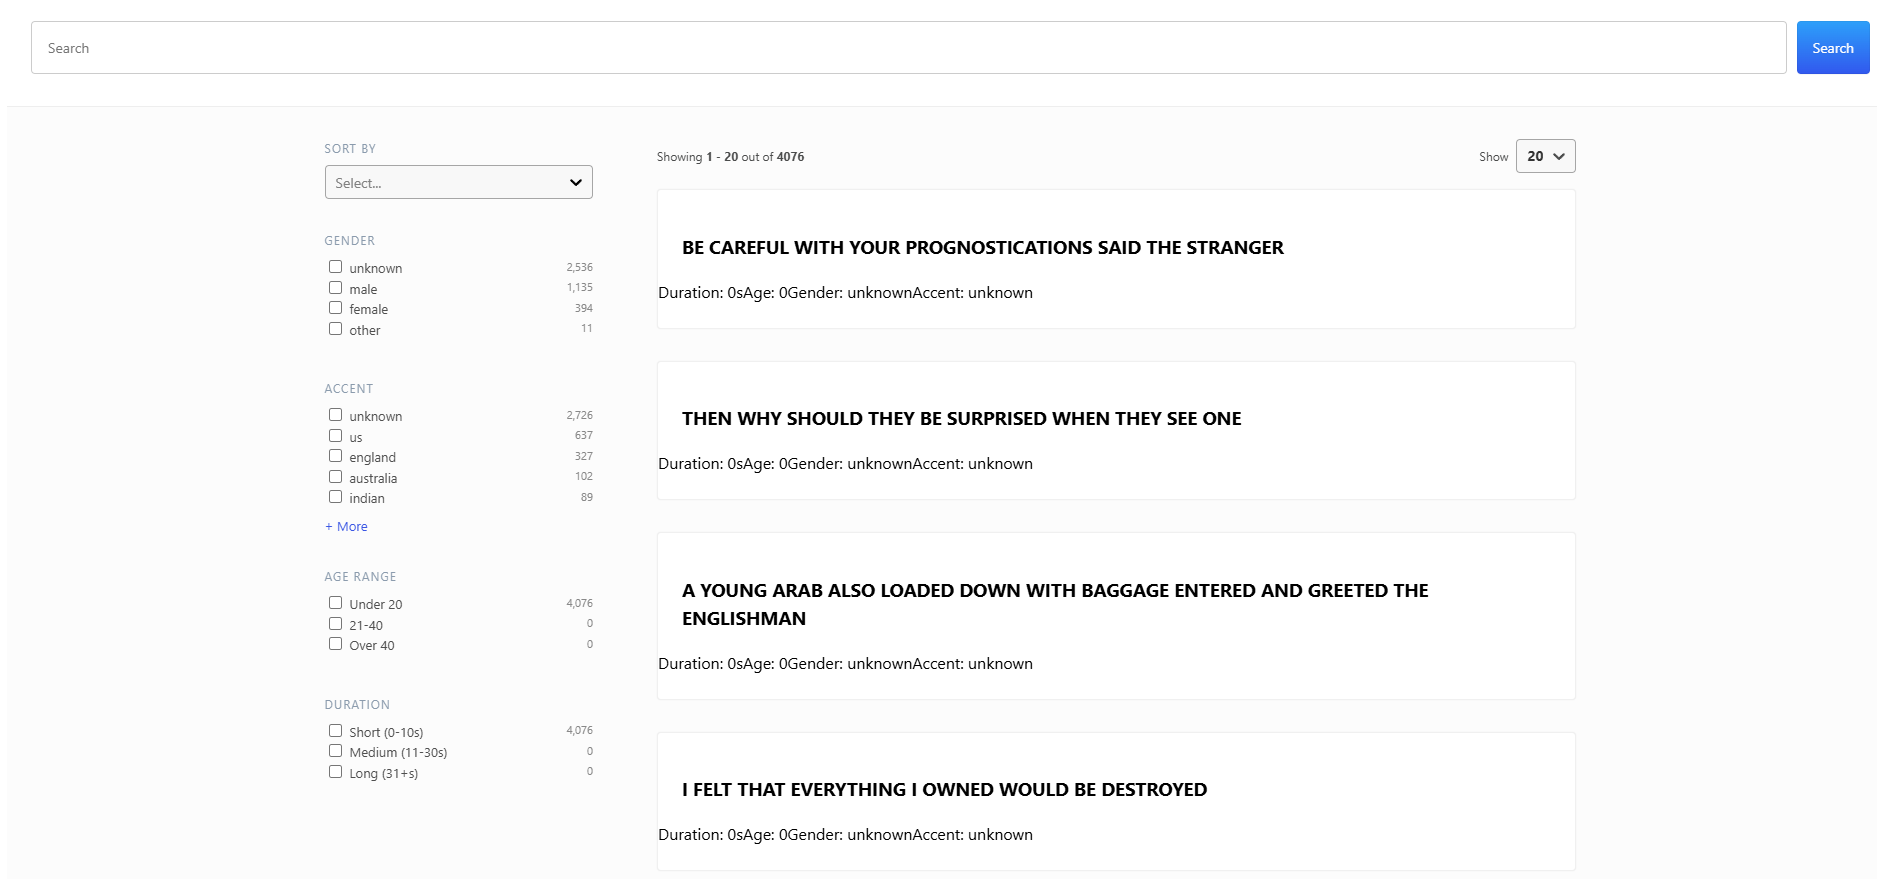 Search
Search
SORT BY
Select...
GENDER
unknown 2,536
male 1,135
female 394
other 11
ACCENT
unknown 2,726
us 637
england 327
australia 102
indian 89
+ More
AGE RANGE
Under 20 4,076
21-40 0
Over 40 0
DURATION
Short (0-10s) 4,076
Medium (11-30s) 0
Long (31+s) 0
Showing 1 - 20 out of 4076
Show 20
BE CAREFUL WITH YOUR PROGNOSTICATIONS SAID THE STRANGER
Duration: 0sAge: 0Gender: unknownAccent: unknown
THEN WHY SHOULD THEY BE SURPRISED WHEN THEY SEE ONE
Duration: 0sAge: 0Gender: unknownAccent: unknown
A YOUNG ARAB ALSO LOADED DOWN WITH BAGGAGE ENTERED AND GREETED THE
ENGLISHMAN
Duration: 0sAge: 0Gender: unknownAccent: unknown
I FELT THAT EVERYTHING I OWNED WOULD BE DESTROYED
Duration: 0sAge: 0Gender: unknownAccent: unknown